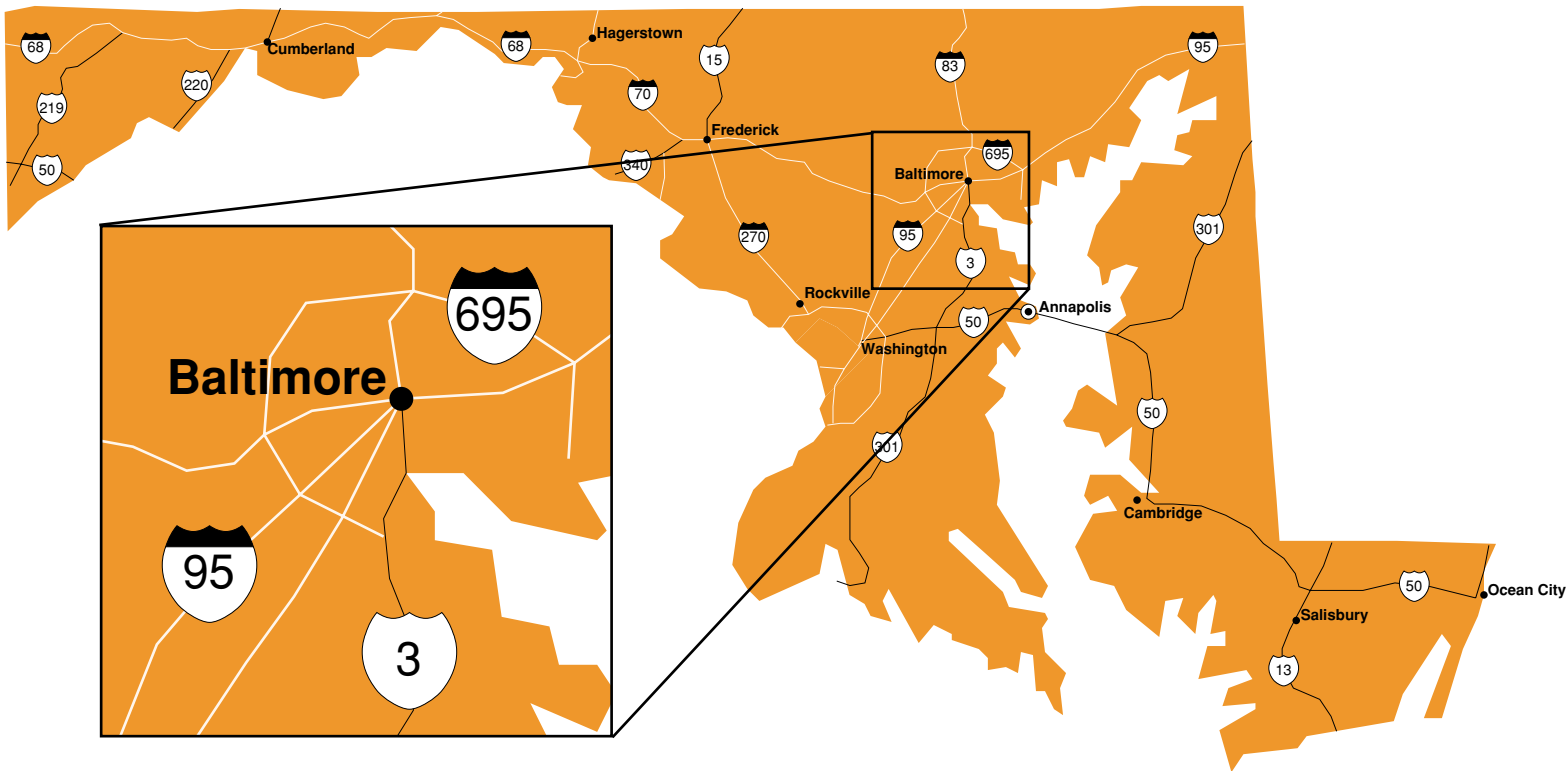 68
Cumberland
68
Hagerstown
15
83
95
220
219
70
50
Frederick
340
695
Baltimore
270
95
301
3
Rockville
Annapolis
50
Washington
50
301
Cambridge
50
Ocean City
Salisbury
13
695
Baltimore
95
3